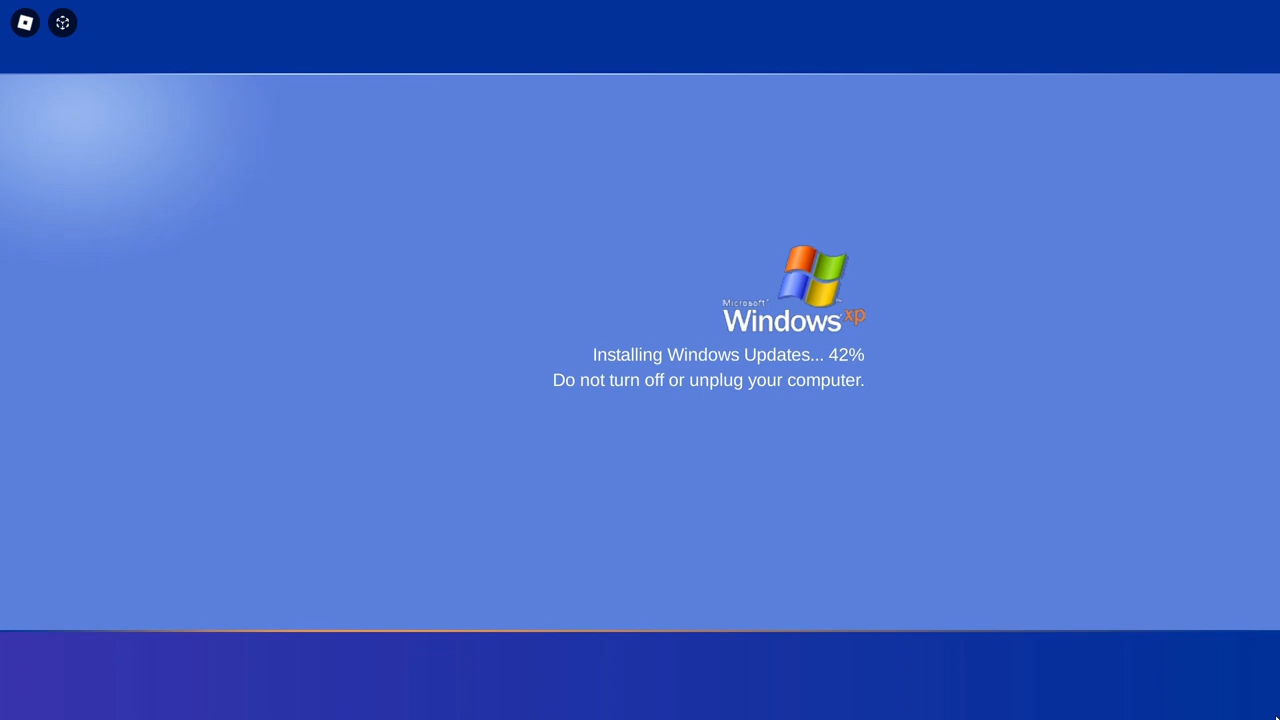 Microsoft
Windows xp
Installing Windows Updates... 42%
Do not turn off or unplug your computer.